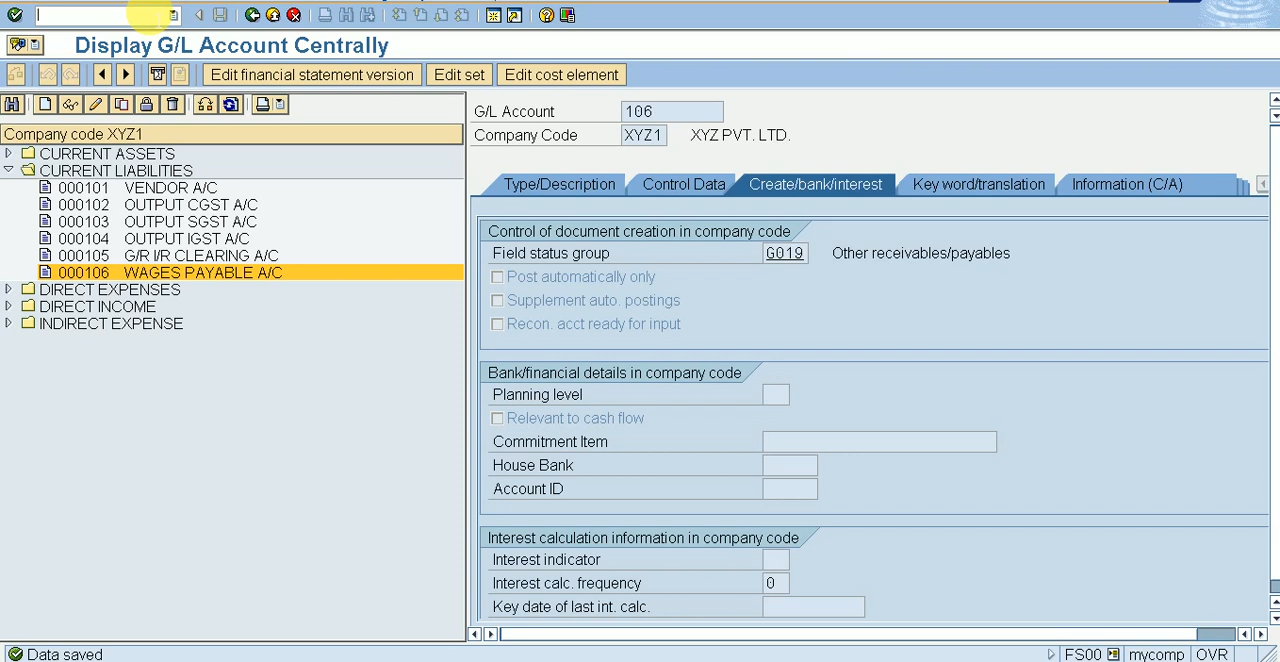 Display G/L Account Centrally
Edit financial statement version Edit set Edit cost element
Company code XYZ1
CURRENT ASSETS
CURRENT LIABILITIES
000101 VENDOR A/C
000102 OUTPUT CGST A/C
000103 OUTPUT SGST A/C
000104 OUTPUT IGST A/C
000105 G/R I/R CLEARING A/C
000106 WAGES PAYABLE A/C
DIRECT EXPENSES
DIRECT INCOME
INDIRECT EXPENSE
G/L Account 106
Company Code XYZ1 XYZ PVT. LTD.
Type/Description Control Data Create/bank/interest Key word/translation Information (C/A)
Control of document creation in company code
Field status group G019 Other receivables/payables
Post automatically only
Supplement auto. postings
Recon. acct ready for input
Bank/financial details in company code
Planning level
Relevant to cash flow
Commitment Item
House Bank
Account ID
Interest calculation information in company code
Interest indicator
Interest calc. frequency 0
Key date of last int. calc.
Data saved FS00 mycomp OVR